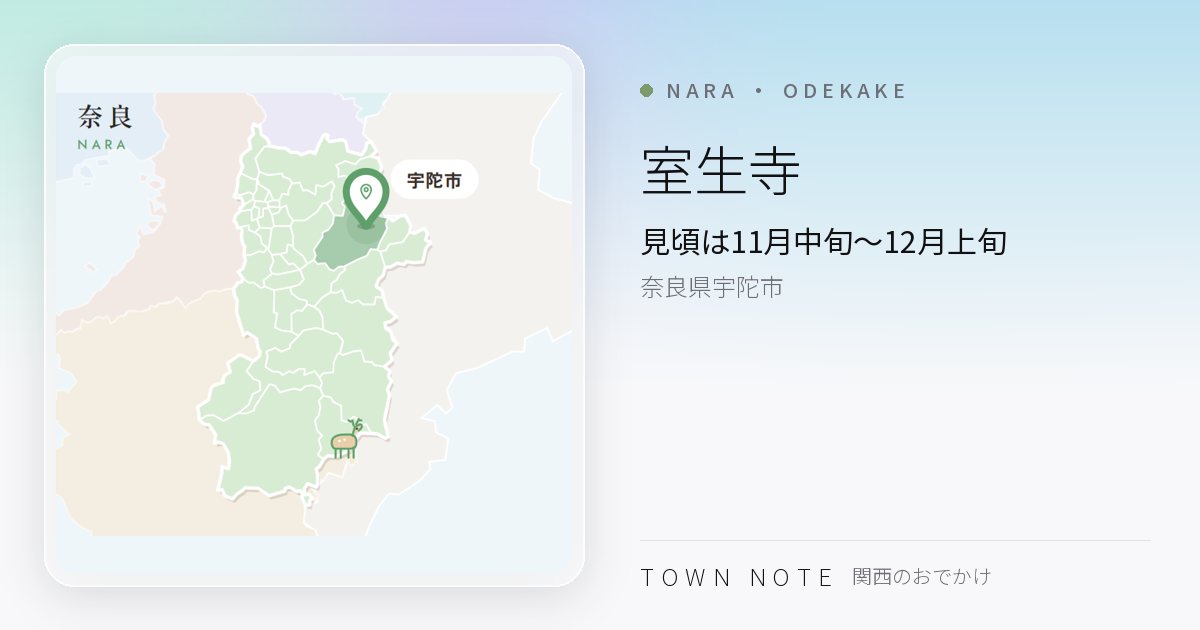 奈良
NARA
宇陀市
NARA • ODEKAKE
室生寺
見頃は11月中旬～12月上旬
奈良県宇陀市
TOWN NOTE 関西のおでかけ